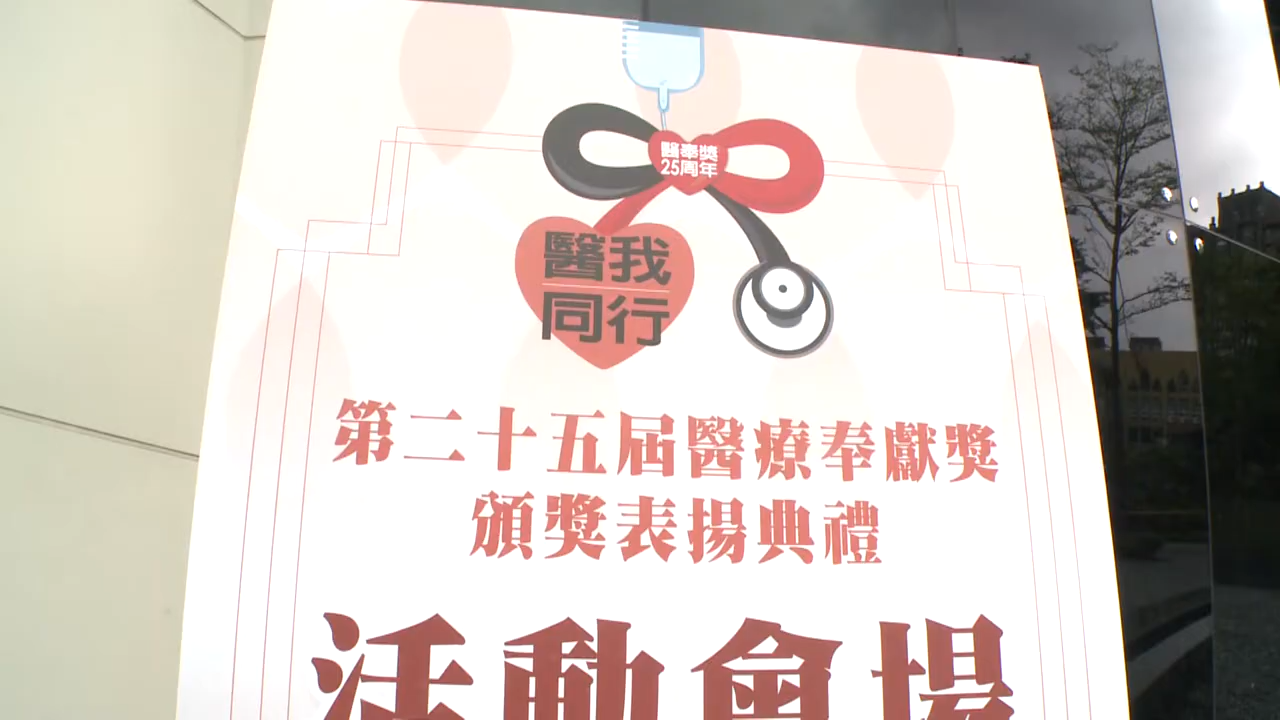 醫奉獎
25周年
醫我
同行
第二十五屆醫療奉獻獎
頒獎表揚典禮
活動會場